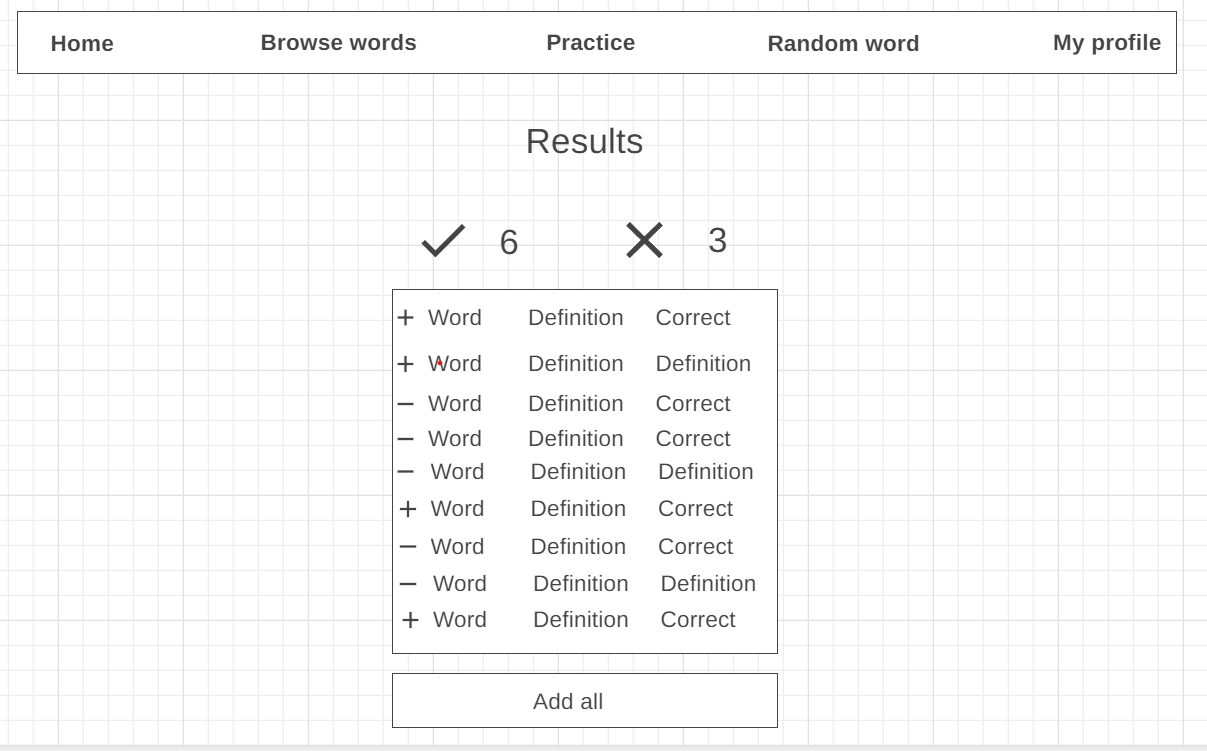 Home Browse words Practice Random word My profile
Results
6 3
+ Word Definition Correct
+ Word Definition Definition
− Word Definition Correct
− Word Definition Correct
− Word Definition Definition
+ Word Definition Correct
− Word Definition Correct
− Word Definition Definition
+ Word Definition Correct
Add all